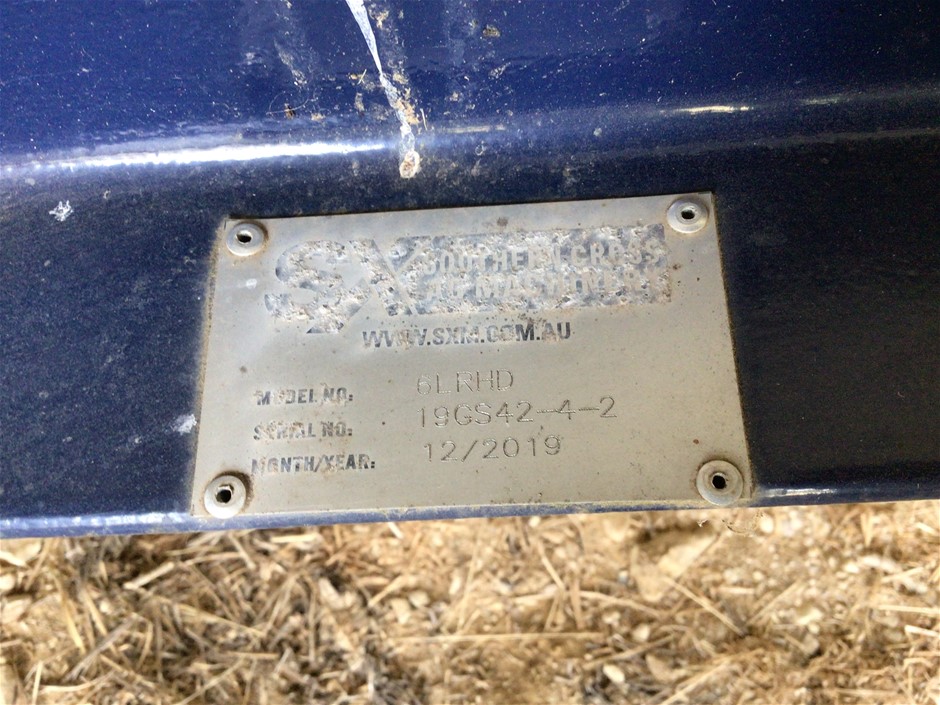 SX
SOUTHERN CROSS
AG MACHINERY
WWW.SXM.COM.AU
MODEL NO: 6LRHD
SERIAL NO: 19GS42-4-2
MONTH/YEAR: 12/2019